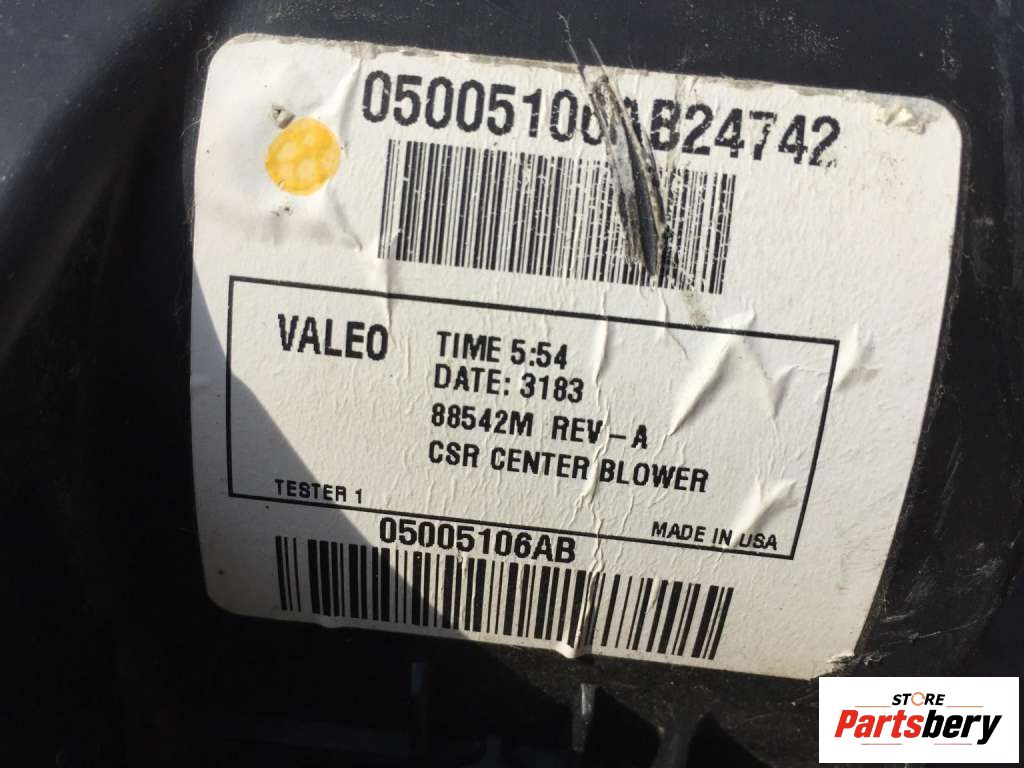 05005106AB24742
VALEO
TIME 5:54
DATE: 3183
88542M REV-A
CSR CENTER BLOWER
TESTER 1
MADE IN USA
05005106AB
STORE
Partsbery